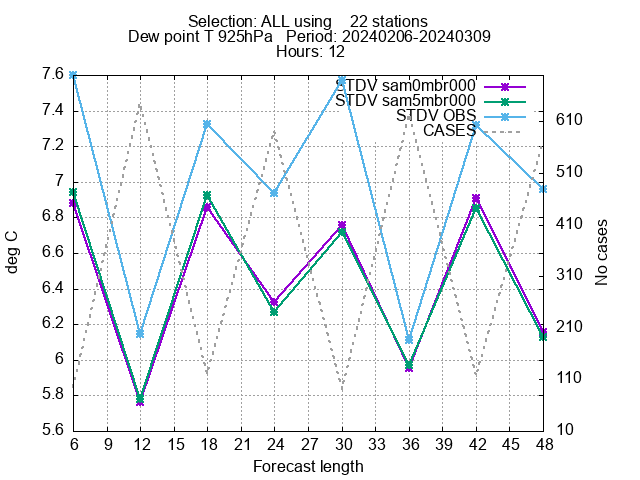 Selection: ALL using    22 stations
Dew point T 925hPa   Period: 20240206-20240309
Hours: 12
STDV sam0mbr000
STDV sam5mbr000
STDV OBS
CASES
deg C
7.6
7.4
7.2
7
6.8
6.6
6.4
6.2
6
5.8
5.6
No cases
610
510
410
310
210
110
10
6 9 12 15 18 21 24 27 30 33 36 39 42 45 48
Forecast length